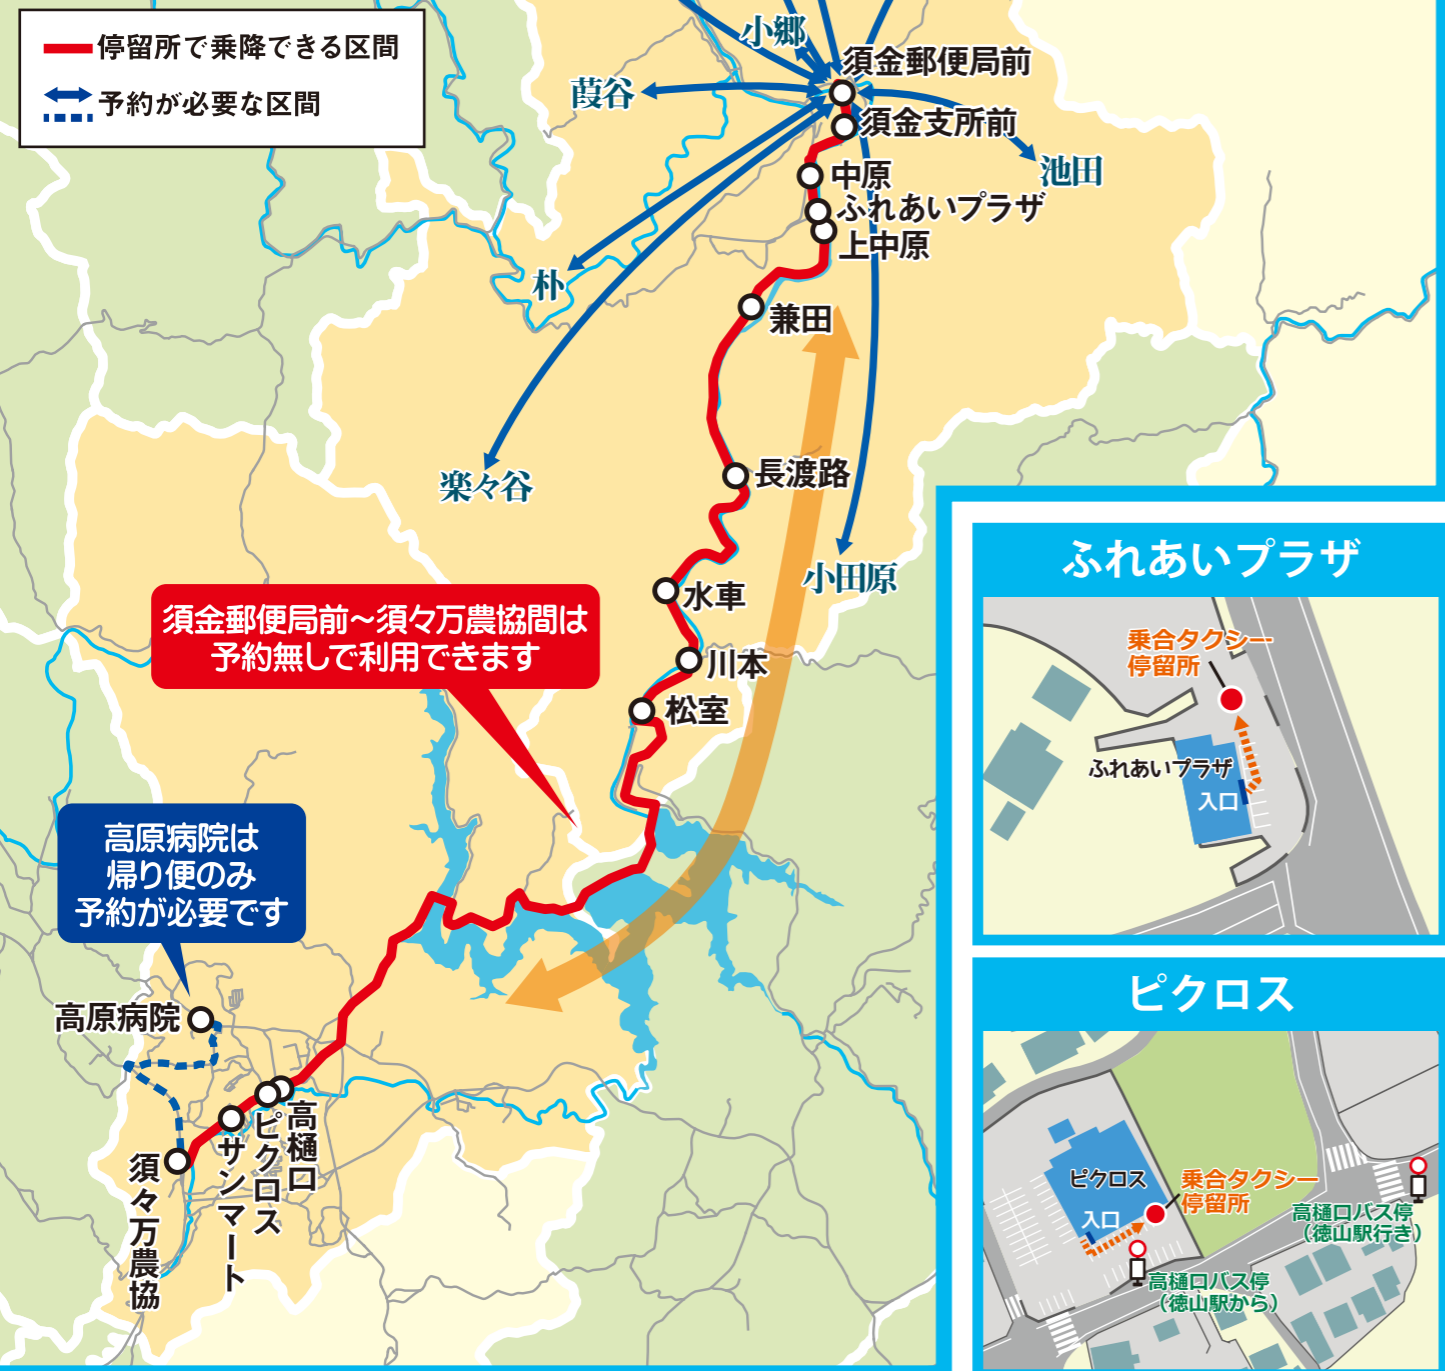 停留所で乗降できる区間
予約が必要な区間
小郷
須金郵便局前
葭谷
須金支所前
池田
中原
ふれあいプラザ
上中原
朴
兼田
長渡路
楽々谷
小田原
水車
須金郵便局前～須々万農協間は
予約無しで利用できます
川本
松室
高原病院は
帰り便のみ
予約が必要です
高原病院
高樋口
ピクロス
サンマート
須々万農協
ふれあいプラザ
乗合タクシー
停留所
ふれあいプラザ
入口
ピクロス
ピクロス
入口
乗合タクシー
停留所
高樋口バス停
（徳山駅行き）
高樋口バス停
（徳山駅から）